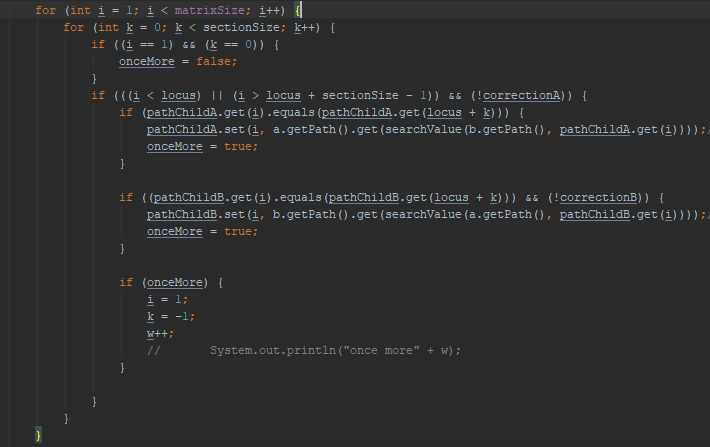 for (int i = 1; i < matrixSize; i++) {
for (int k = 0; k < sectionSize; k++) {
if ((i == 1) && (k == 0)) {
onceMore = false;
}
if (((i < locus) || (i > locus + sectionSize - 1)) && (!correctionA)) {
if (pathChildA.get(i).equals(pathChildA.get(locus + k))) {
pathChildA.set(i, a.getPath().get(searchValue(b.getPath(), pathChildA.get(i))));/
onceMore = true;
}
if ((pathChildB.get(i).equals(pathChildB.get(locus + k))) && (!correctionB)) {
pathChildB.set(i, b.getPath().get(searchValue(a.getPath(), pathChildB.get(i))));/
onceMore = true;
}
if (onceMore) {
i = 1;
k = -1;
w++;
// System.out.println("once more" + w);
}
}
}
}